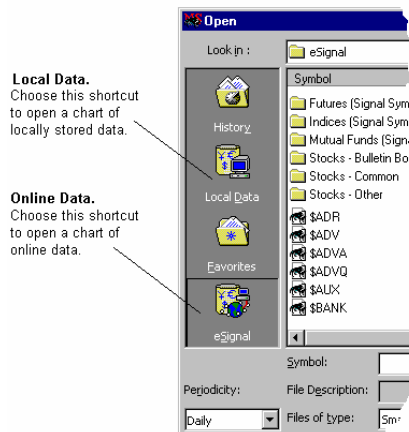 MS Open
Look in :
eSignal
Local Data.
Choose this shortcut
to open a chart of
locally stored data.
Online Data.
Choose this shortcut
to open a chart of
online data.
History
Local Data
Favorites
eSignal
Symbol
Futures (Signal Sym
Indices (Signal Sym
Mutual Funds (Sign
Stocks - Bulletin Bo
Stocks - Common
Stocks - Other
$ADR
$ADV
$ADVA
$ADVQ
$AUX
$BANK
Symbol:
Periodicity:
File Description:
Daily
Files of type: